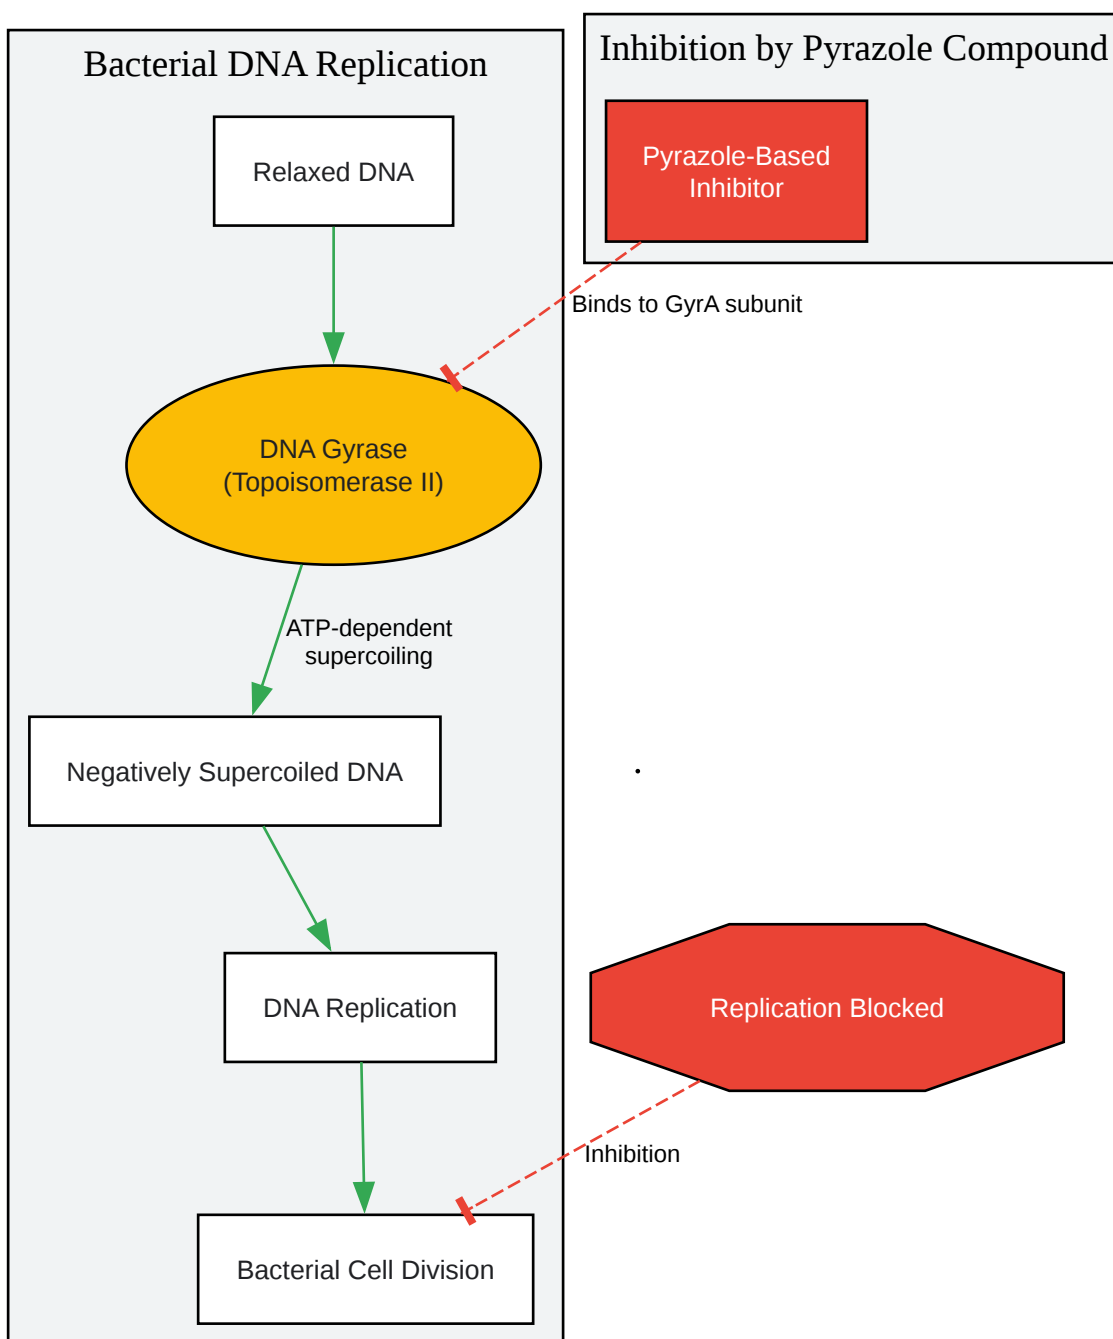 Bacterial DNA Replication
Inhibition by Pyrazole Compound
Relaxed DNA
Pyrazole-Based
Inhibitor
Binds to GyrA subunit
DNA Gyrase
(Topoisomerase II)
ATP-dependent
supercoiling
Negatively Supercoiled DNA
DNA Replication
Replication Blocked
Inhibition
Bacterial Cell Division